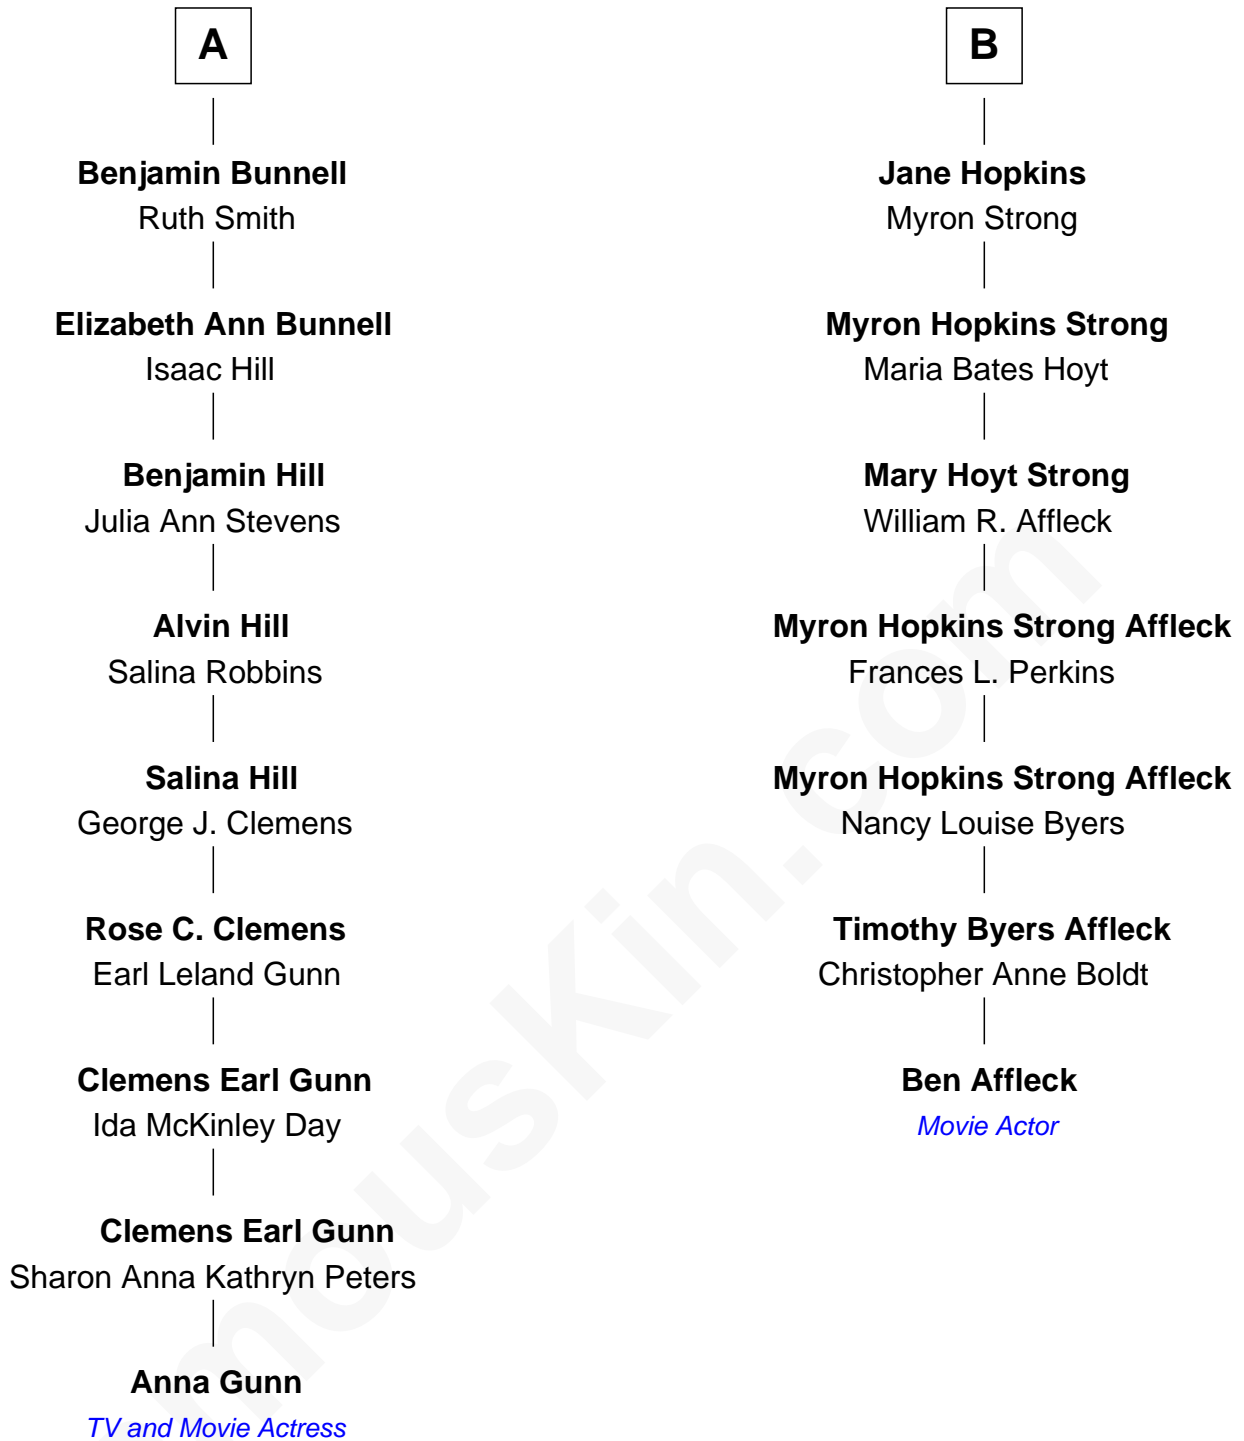 A
Benjamin Bunnell
Ruth Smith
Elizabeth Ann Bunnell
Isaac Hill
Benjamin Hill
Julia Ann Stevens
Alvin Hill
Salina Robbins
Salina Hill
George J. Clemens
Rose C. Clemens
Earl Leland Gunn
Clemens Earl Gunn
Ida McKinley Day
Clemens Earl Gunn
Sharon Anna Kathryn Peters
Anna Gunn
TV and Movie Actress
B
Jane Hopkins
Myron Strong
Myron Hopkins Strong
Maria Bates Hoyt
Mary Hoyt Strong
William R. Affleck
Myron Hopkins Strong Affleck
Frances L. Perkins
Myron Hopkins Strong Affleck
Nancy Louise Byers
Timothy Byers Affleck
Christopher Anne Boldt
Ben Affleck
Movie Actor
mousKin.com